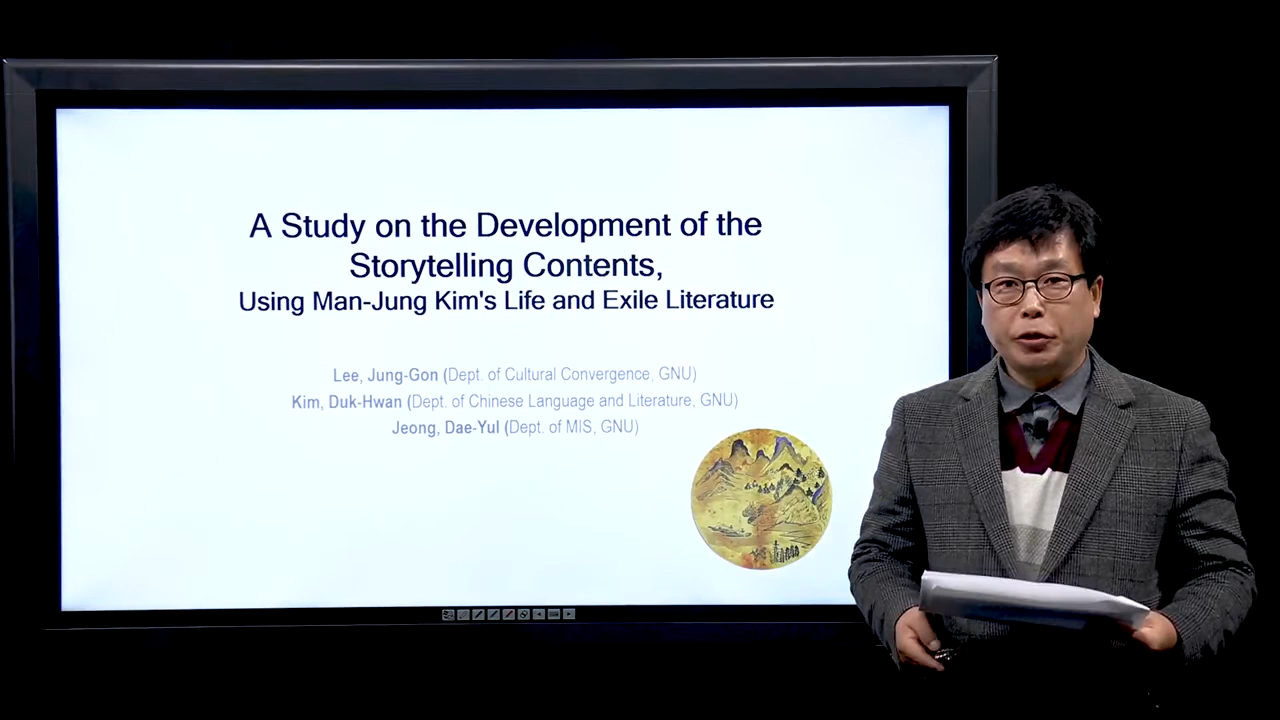 A Study on the Development of the
Storytelling Contents,
Using Man-Jung Kim's Life and Exile Literature
Lee, Jung-Gon (Dept. of Cultural Convergence, GNU)
Kim, Duk-Hwan (Dept. of Chinese Language and Literature, GNU)
Jeong, Dae-Yul (Dept. of MIS, GNU)